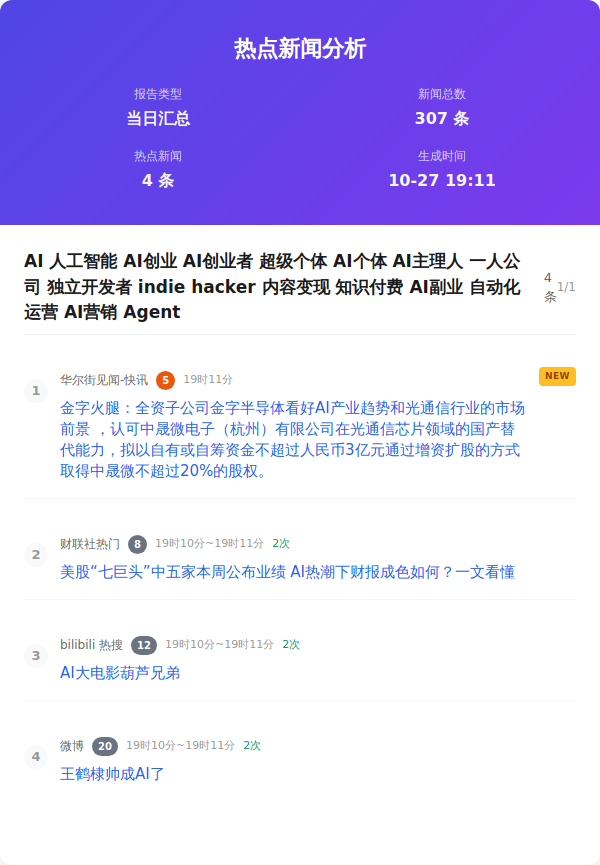 热点新闻分析
报告类型
当日汇总
新闻总数
307 条
热点新闻
4 条
生成时间
10-27 19:11
AI 人工智能 AI创业 AI创业者 超级个体 AI个体 AI主理人 一人公
司 独立开发者 indie hacker 内容变现 知识付费 AI副业 自动化
运营 AI营销 Agent
4
条
1/1
1
华尔街见闻-快讯 5 19时11分
NEW
金字火腿：全资子公司金字半导体看好AI产业趋势和光通信行业的市场
前景 ，认可中晟微电子（杭州）有限公司在光通信芯片领域的国产替
代能力，拟以自有或自筹资金不超过人民币3亿元通过增资扩股的方式
取得中晟微不超过20%的股权。
2
财联社热门 8 19时10分~19时11分 2次
美股“七巨头”中五家本周公布业绩 AI热潮下财报成色如何？一文看懂
3
bilibili 热搜 12 19时10分~19时11分 2次
AI大电影葫芦兄弟
4
微博 20 19时10分~19时11分 2次
王鹤棣帅成AI了